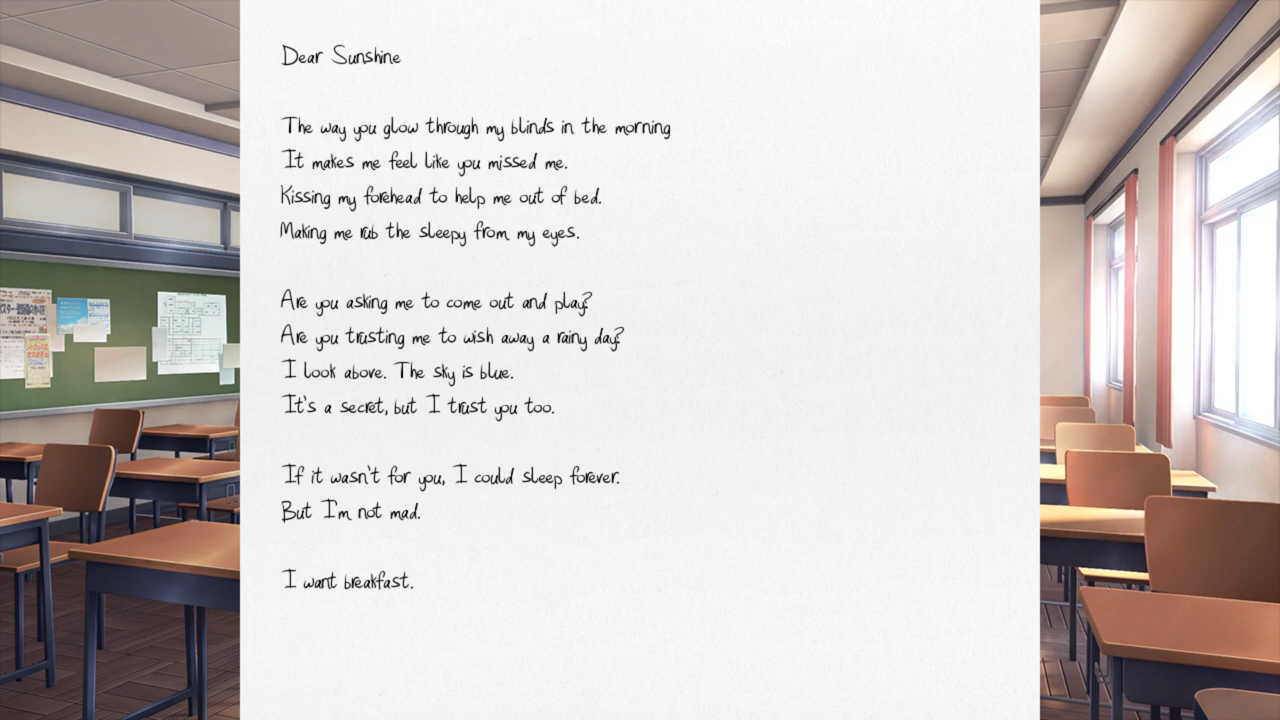 Dear Sunshine
The way you glow through my blinds in the morning
It makes me feel like you missed me.
Kissing my forehead to help me out of bed.
Making me rub the sleepy from my eyes.
Are you asking me to come out and play?
Are you trusting me to wish away a rainy day?
I look above. The sky is blue.
It's a secret, but I trust you too.
If it wasn't for you, I could sleep forever.
But I'm not mad.
I want breakfast.